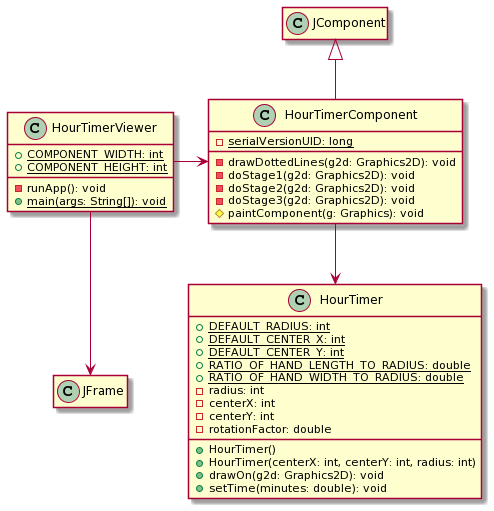 C JComponent
C HourTimerViewer
COMPONENT_WIDTH: int
COMPONENT_HEIGHT: int
runApp(): void
main(args: String[]): void
C HourTimerComponent
serialVersionUID: long
drawDottedLines(g2d: Graphics2D): void
doStage1(g2d: Graphics2D): void
doStage2(g2d: Graphics2D): void
doStage3(g2d: Graphics2D): void
paintComponent(g: Graphics): void
C JFrame
C HourTimer
DEFAULT_RADIUS: int
DEFAULT_CENTER_X: int
DEFAULT_CENTER_Y: int
RATIO_OF_HAND_LENGTH_TO_RADIUS: double
RATIO_OF_HAND_WIDTH_TO_RADIUS: double
radius: int
centerX: int
centerY: int
rotationFactor: double
HourTimer()
HourTimer(centerX: int, centerY: int, radius: int)
drawOn(g2d: Graphics2D): void
setTime(minutes: double): void